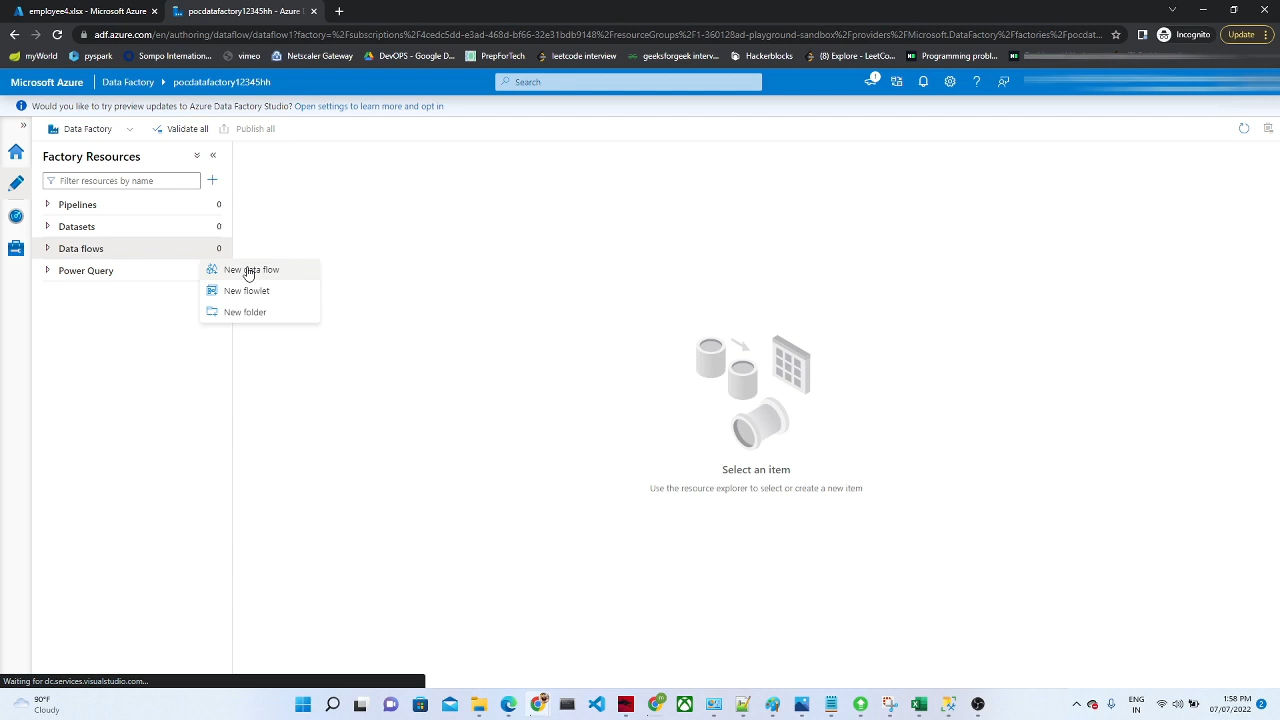 employe4.xlsx - Microsoft Azure
pocdatafactory12345hh - Azure D
ad.azure.com/en/authoring/dataflow/dataflow1?factory=%2Fsubscriptions%2F4cedc5dd-e3ad-468d-bf66-32e31bdb9148%2FresourceGroups%2F1-360128ad-playground-sandbox%2Fproviders%2FMicrosoft.DataFactory%2Ffactories%2Fpocdat...
Incognito
Update
myWorld
pyspark
Sompo Internation...
vimeo
Netscaler Gateway
DevOPS - Google D...
PrepForTech
leetcode interview
geeksforgeek interv...
Hackerblocks
(8) Explore - LeetCo...
Programming probl...
Microsoft Azure
Data Factory
pocdatafactory12345hh
Search
1
Would you like to try preview updates to Azure Data Factory Studio? Open settings to learn more and opt in
Data Factory
Validate all
Publish all
Factory Resources
Filter resources by name
Pipelines 0
Datasets 0
Data flows 0
Power Query
New data flow
New flowlet
New folder
Select an item
Use the resource explorer to select or create a new item
Waiting for dc.services.visualstudio.com...
90°F
Cloudy
ENG
IN
1:58 PM
07/07/2022
2